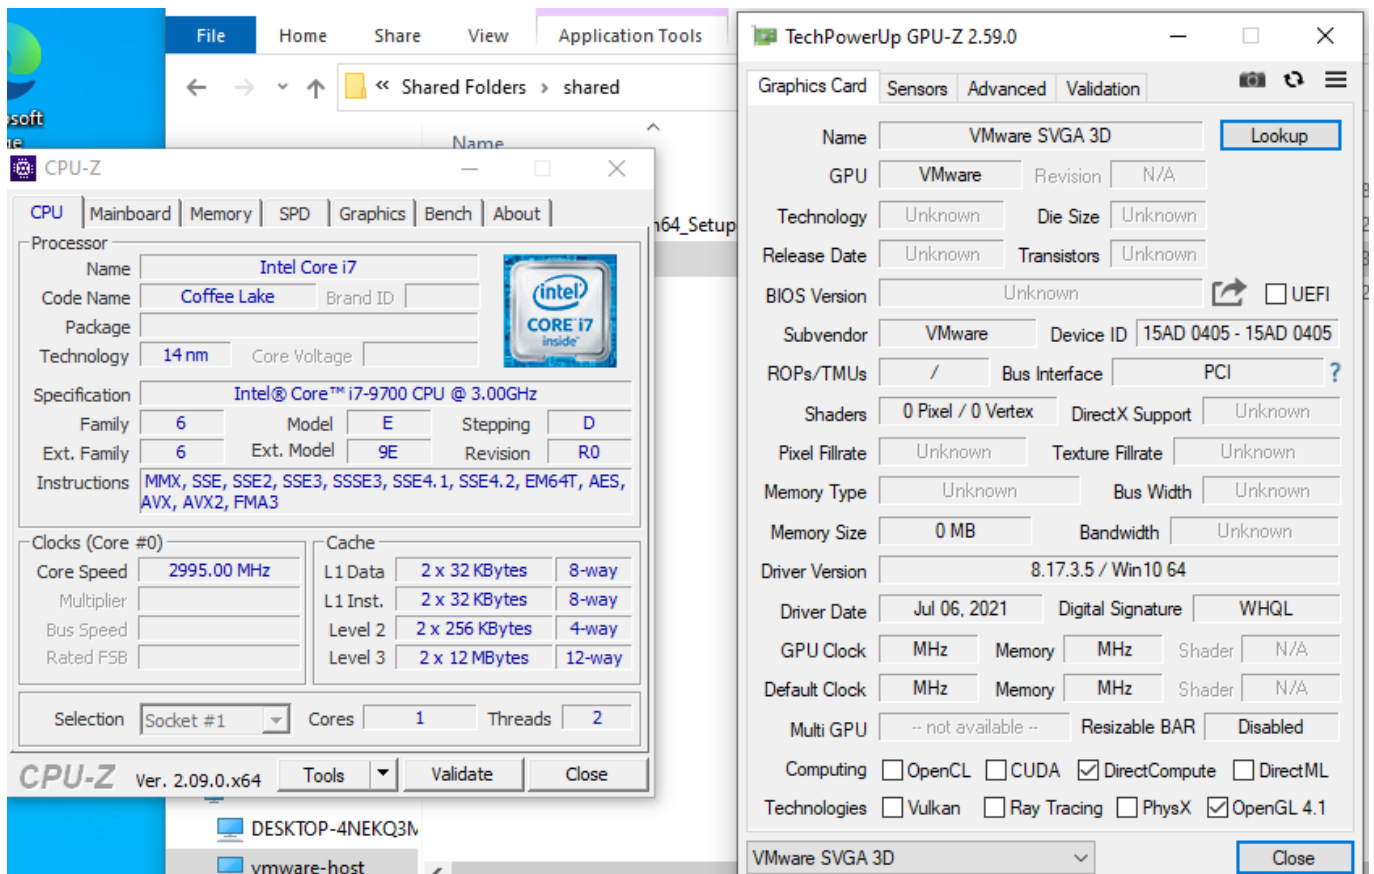 File Home Share View Application Tools
« Shared Folders > shared
soft
Name
n64_Setup
DESKTOP-4NEKQ3M
vmware-host
CPU-Z
CPU Mainboard Memory SPD Graphics Bench About
Processor
Name Intel Core i7
Code Name Coffee Lake Brand ID
Package
Technology 14 nm Core Voltage
intel
CORE i7
inside
Specification Intel® Core™ i7-9700 CPU @ 3.00GHz
Family 6 Model E Stepping D
Ext. Family 6 Ext. Model 9E Revision R0
Instructions MMX, SSE, SSE2, SSE3, SSSE3, SSE4.1, SSE4.2, EM64T, AES,
AVX, AVX2, FMA3
Clocks (Core #0)
Core Speed 2995.00 MHz
Multiplier
Bus Speed
Rated FSB
Cache
L1 Data 2 x 32 KBytes 8-way
L1 Inst. 2 x 32 KBytes 8-way
Level 2 2 x 256 KBytes 4-way
Level 3 2 x 12 MBytes 12-way
Selection Socket #1 Cores 1 Threads 2
CPU-Z Ver. 2.09.0.x64 Tools Validate Close
TechPowerUp GPU-Z 2.59.0
Graphics Card Sensors Advanced Validation
Name VMware SVGA 3D Lookup
GPU VMware Revision N/A
Technology Unknown Die Size Unknown
Release Date Unknown Transistors Unknown
BIOS Version Unknown UEFI
Subvendor VMware Device ID 15AD 0405 - 15AD 0405
ROPs/TMUs / Bus Interface PCI ?
Shaders 0 Pixel / 0 Vertex DirectX Support Unknown
Pixel Fillrate Unknown Texture Fillrate Unknown
Memory Type Unknown Bus Width Unknown
Memory Size 0 MB Bandwidth Unknown
Driver Version 8.17.3.5 / Win10 64
Driver Date Jul 06, 2021 Digital Signature WHQL
GPU Clock MHz Memory MHz Shader N/A
Default Clock MHz Memory MHz Shader N/A
Multi GPU -- not available -- Resizable BAR Disabled
Computing OpenCL CUDA DirectCompute DirectML
Technologies Vulkan Ray Tracing PhysX OpenGL 4.1
VMware SVGA 3D Close